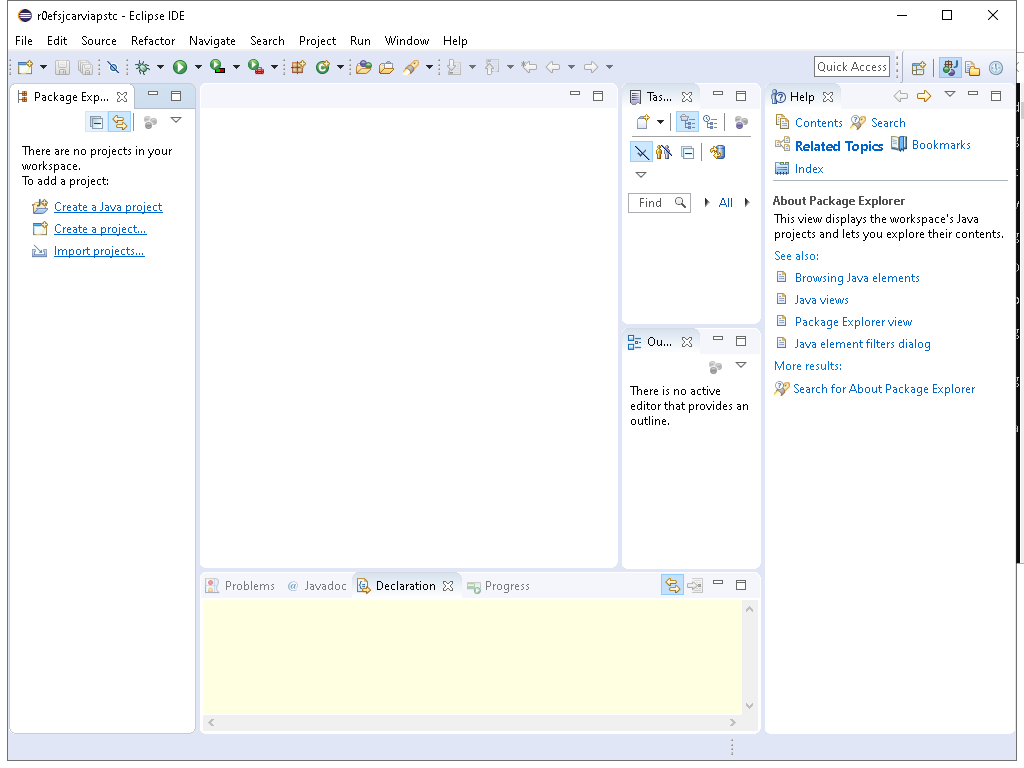 r0efsjcarviapstc - Eclipse IDE
File Edit Source Refactor Navigate Search Project Run Window Help
Quick Access
Package Exp...
There are no projects in your
workspace.
To add a project:
Create a Java project
Create a project...
Import projects...
Tas...
Find
All
Ou...
There is no active
editor that provides an
outline.
Help
Contents Search
Related Topics Bookmarks
Index
About Package Explorer
This view displays the workspace's Java
projects and lets you explore their contents.
See also:
Browsing Java elements
Java views
Package Explorer view
Java element filters dialog
More results:
Search for About Package Explorer
Problems @ Javadoc Declaration Progress